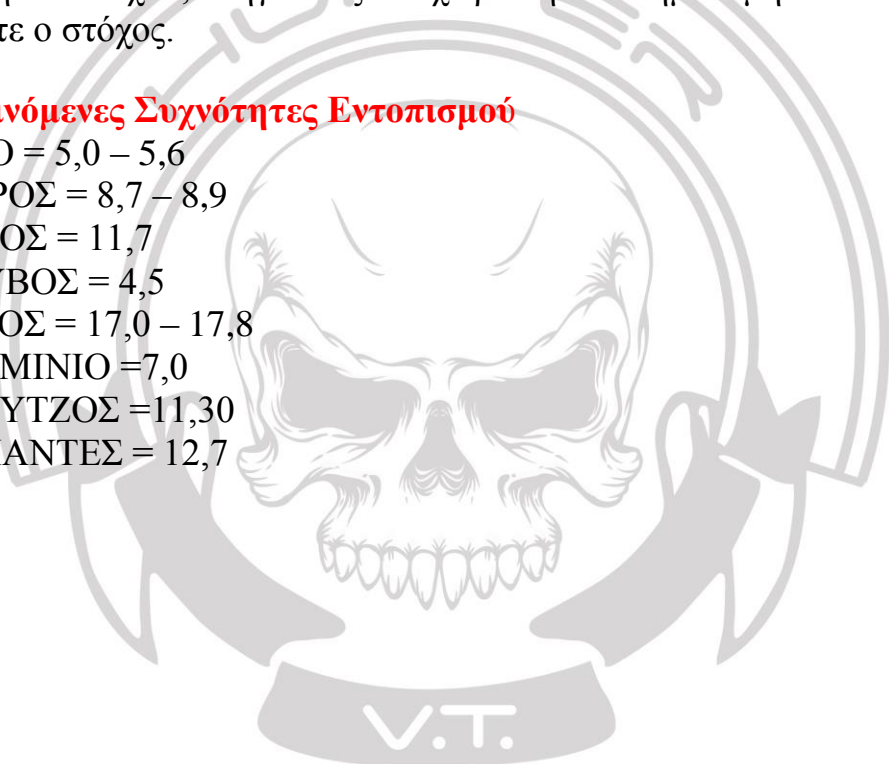 τε ο στόχος.
νόμενες Συχνότητες Εντοπισμού
Ο = 5,0 – 5,6
ΡΟΣ = 8,7 – 8,9
ΟΣ = 11,7
ΥΒΟΣ = 4,5
ΟΣ = 17,0 – 17,8
ΜΙΝΙΟ =7,0
ΥΤΖΟΣ =11,30
ΑΝΤΕΣ = 12,7
V.T.